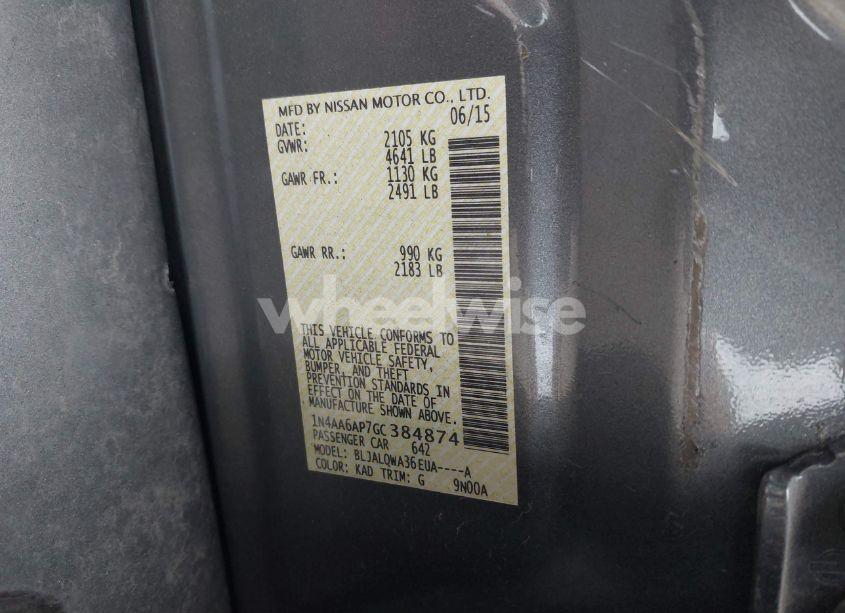 MFD BY NISSAN MOTOR CO., LTD.
DATE: 06/15
GVWR: 2105 KG
4641 LB
GAWR FR.: 1130 KG
2491 LB
GAWR RR.: 990 KG
2183 LB
wheelwise
THIS VEHICLE CONFORMS TO
ALL APPLICABLE FEDERAL
MOTOR VEHICLE SAFETY,
BUMPER, AND THEFT
PREVENTION STANDARDS IN
EFFECT ON THE DATE OF
MANUFACTURE SHOWN ABOVE.
1N4AA6AP7GC384874
PASSENGER CAR 642
MODEL: BLJALQWA36EUA----A
COLOR: KAD TRIM: G 9N00A